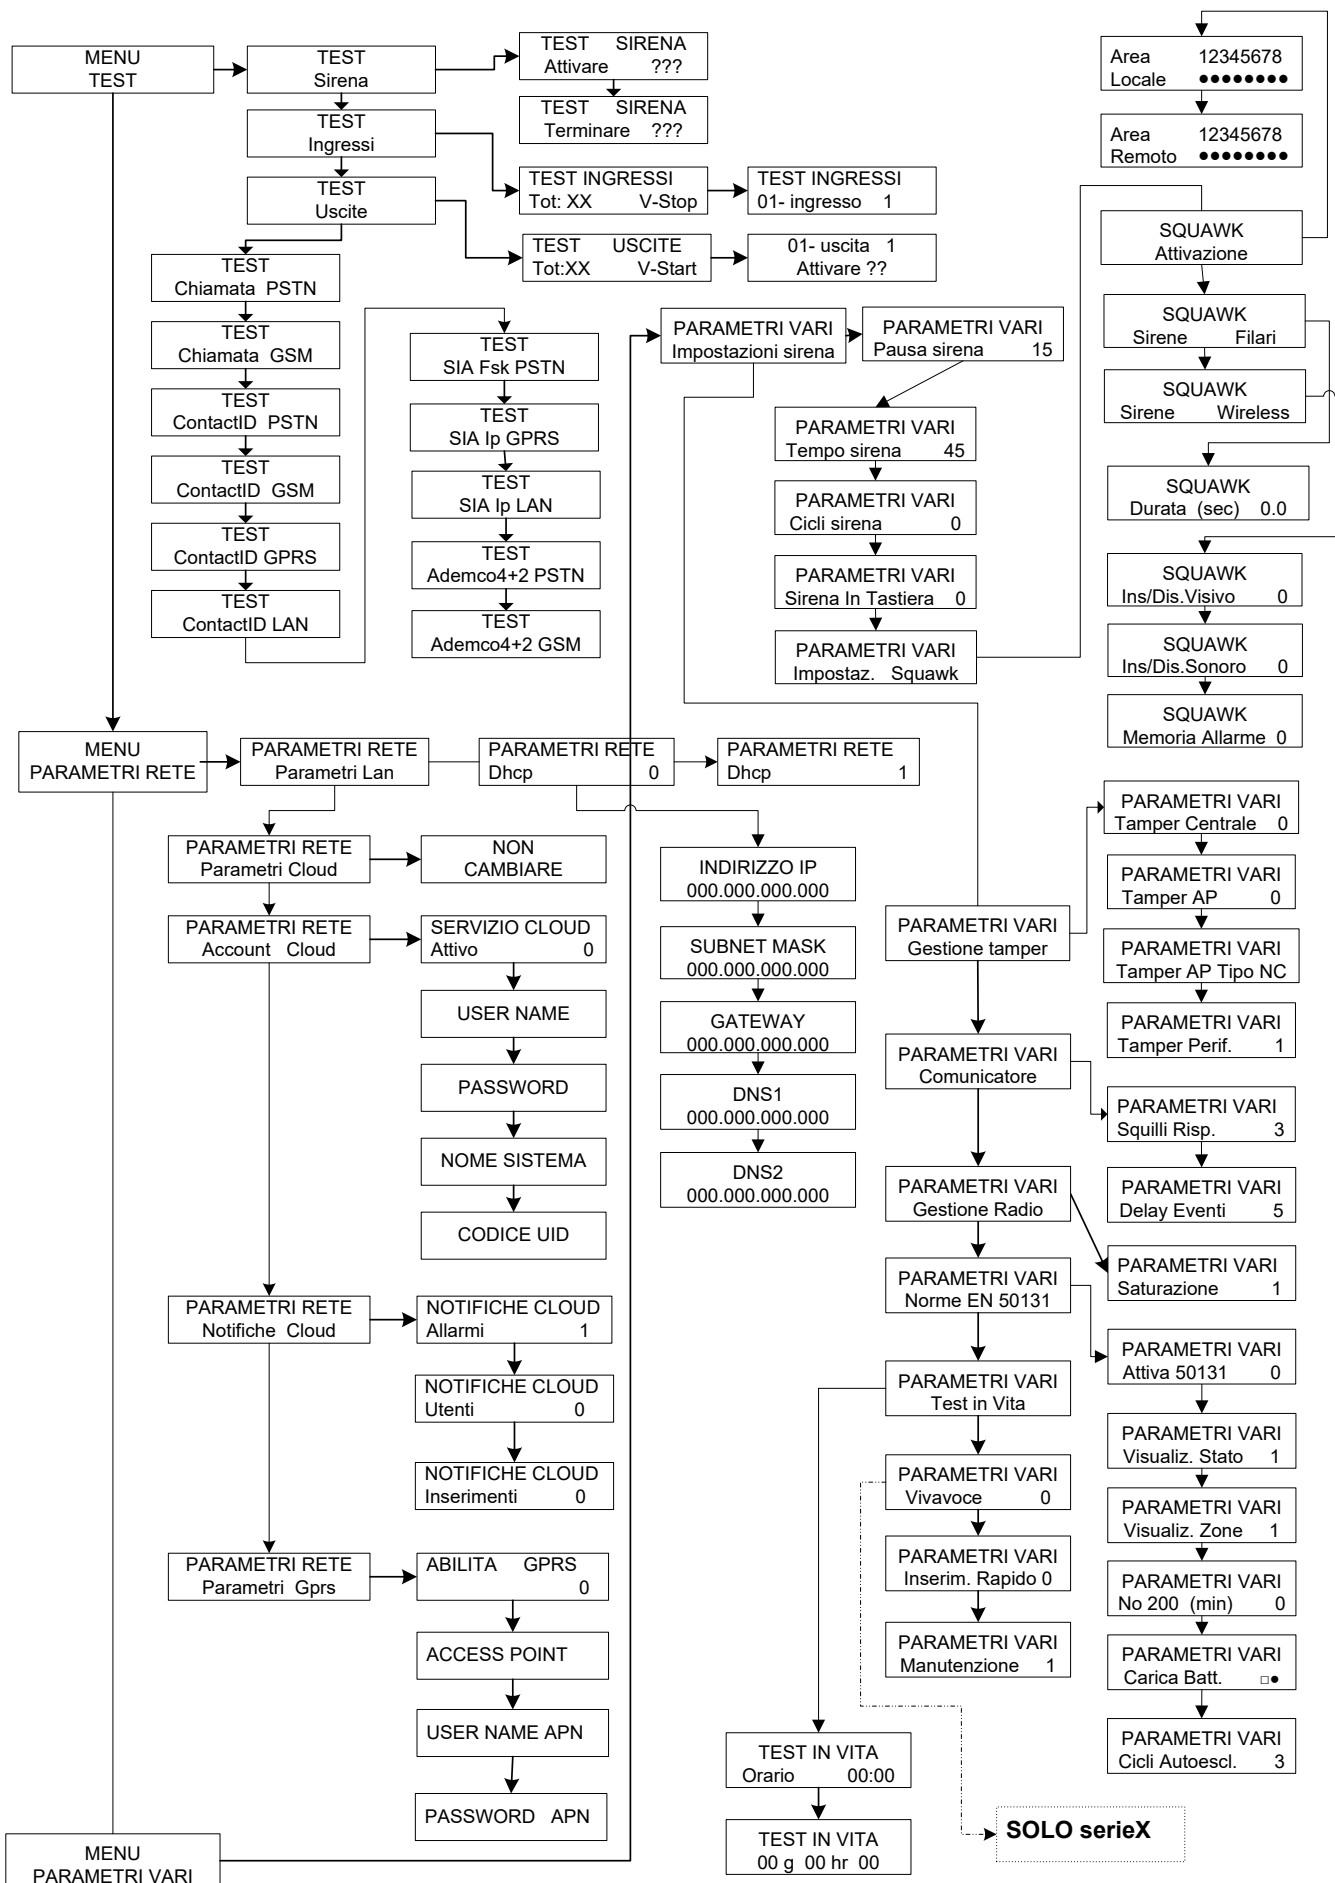 MENU
TEST
TEST
Sirena
TEST SIRENA
Attivare ???
TEST SIRENA
Terminare ???
TEST
Ingressi
TEST INGRESSI
Tot: XX V-Stop
TEST INGRESSI
01- ingresso 1
TEST
Uscite
TEST USCITE
Tot:XX V-Start
01- uscita 1
Attivare ??
TEST
Chiamata PSTN
TEST
Chiamata GSM
TEST
ContactID PSTN
TEST
ContactID GSM
TEST
ContactID GPRS
TEST
ContactID LAN
TEST
SIA Fsk PSTN
TEST
SIA Ip GPRS
TEST
SIA Ip LAN
TEST
Ademco4+2 PSTN
TEST
Ademco4+2 GSM
PARAMETRI VARI
Impostazioni sirena
PARAMETRI VARI
Pausa sirena 15
PARAMETRI VARI
Tempo sirena 45
PARAMETRI VARI
Cicli sirena 0
PARAMETRI VARI
Sirena In Tastiera 0
PARAMETRI VARI
Impostaz. Squawk
Area 12345678
Locale ●●●●●●●●
Area 12345678
Remoto ●●●●●●●●
SQUAWK
Attivazione
SQUAWK
Sirene Filari
SQUAWK
Sirene Wireless
SQUAWK
Durata (sec) 0.0
SQUAWK
Ins/Dis.Visivo 0
SQUAWK
Ins/Dis.Sonoro 0
SQUAWK
Memoria Allarme 0
MENU
PARAMETRI RETE
PARAMETRI RETE
Parametri Lan
PARAMETRI RETE
Dhcp 0
PARAMETRI RETE
Dhcp 1
PARAMETRI RETE
Parametri Cloud
NON
CAMBIARE
PARAMETRI RETE
Account Cloud
SERVIZIO CLOUD
Attivo 0
USER NAME
PASSWORD
NOME SISTEMA
CODICE UID
INDIRIZZO IP
000.000.000.000
SUBNET MASK
000.000.000.000
GATEWAY
000.000.000.000
DNS1
000.000.000.000
DNS2
000.000.000.000
PARAMETRI RETE
Notifiche Cloud
NOTIFICHE CLOUD
Allarmi 1
NOTIFICHE CLOUD
Utenti 0
NOTIFICHE CLOUD
Inserimenti 0
PARAMETRI RETE
Parametri Gprs
ABILITA GPRS
0
ACCESS POINT
USER NAME APN
PASSWORD APN
PARAMETRI VARI
Gestione tamper
PARAMETRI VARI
Tamper Centrale 0
PARAMETRI VARI
Tamper AP 0
PARAMETRI VARI
Tamper AP Tipo NC
PARAMETRI VARI
Tamper Perif. 1
PARAMETRI VARI
Comunicatore
PARAMETRI VARI
Squilli Risp. 3
PARAMETRI VARI
Delay Eventi 5
PARAMETRI VARI
Gestione Radio
PARAMETRI VARI
Saturazione 1
PARAMETRI VARI
Norme EN 50131
PARAMETRI VARI
Attiva 50131 0
PARAMETRI VARI
Visualiz. Stato 1
PARAMETRI VARI
Visualiz. Zone 1
PARAMETRI VARI
No 200 (min) 0
PARAMETRI VARI
Carica Batt. □●
PARAMETRI VARI
Cicli Autoescl. 3
PARAMETRI VARI
Test in Vita
PARAMETRI VARI
Vivavoce 0
PARAMETRI VARI
Inserim. Rapido 0
PARAMETRI VARI
Manutenzione 1
TEST IN VITA
Orario 00:00
TEST IN VITA
00 g 00 hr 00
SOLO serieX
MENU
PARAMETRI VARI